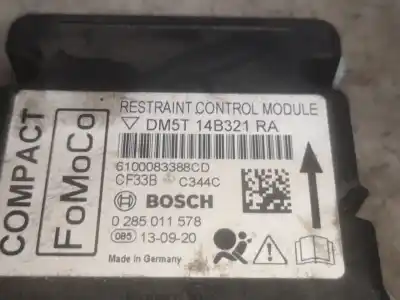 COMPACT
FoMoCo
RESTRAINT CONTROL MODULE
DM5T 14B321 RA
6100083388CD
CF33B C344C
BOSCH
0 285 011 578
085 13-09-20
Made in Germany